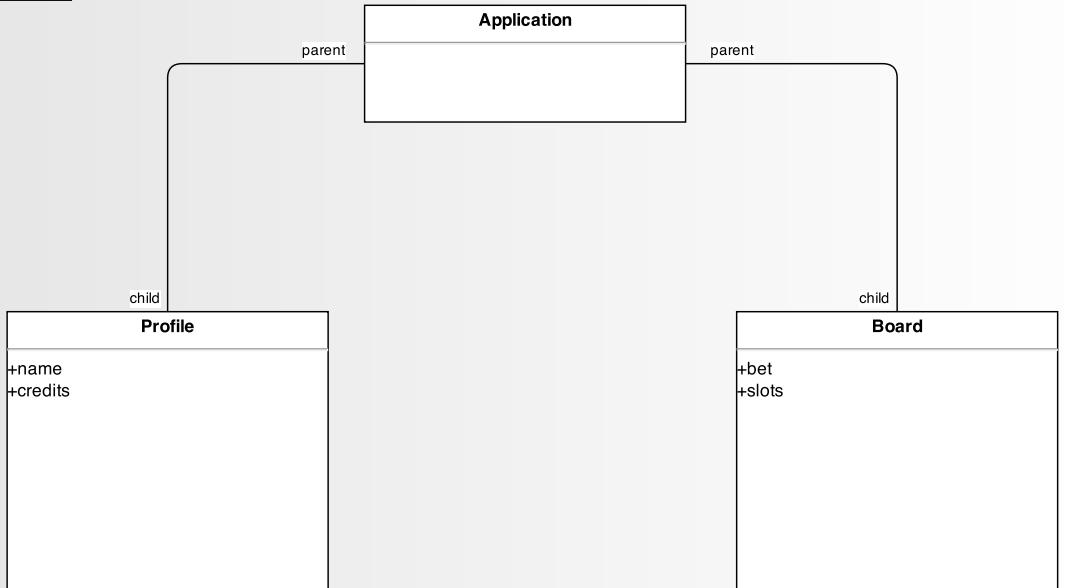 Application
parent
parent
child
child
Profile
Board
+name
+credits
+bet
+slots